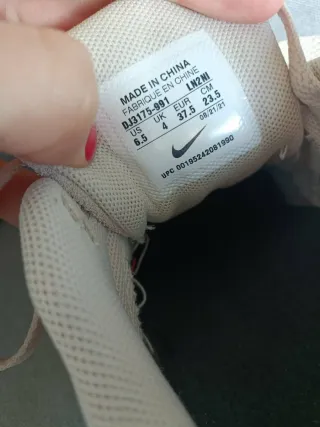 MADE IN CHINA
FABRIQUE EN CHINE
DJ3175-991 LN2NI
US UK EUR CM
6.5 4 37.5 23.5
08/21/21
UPC 00195242081990